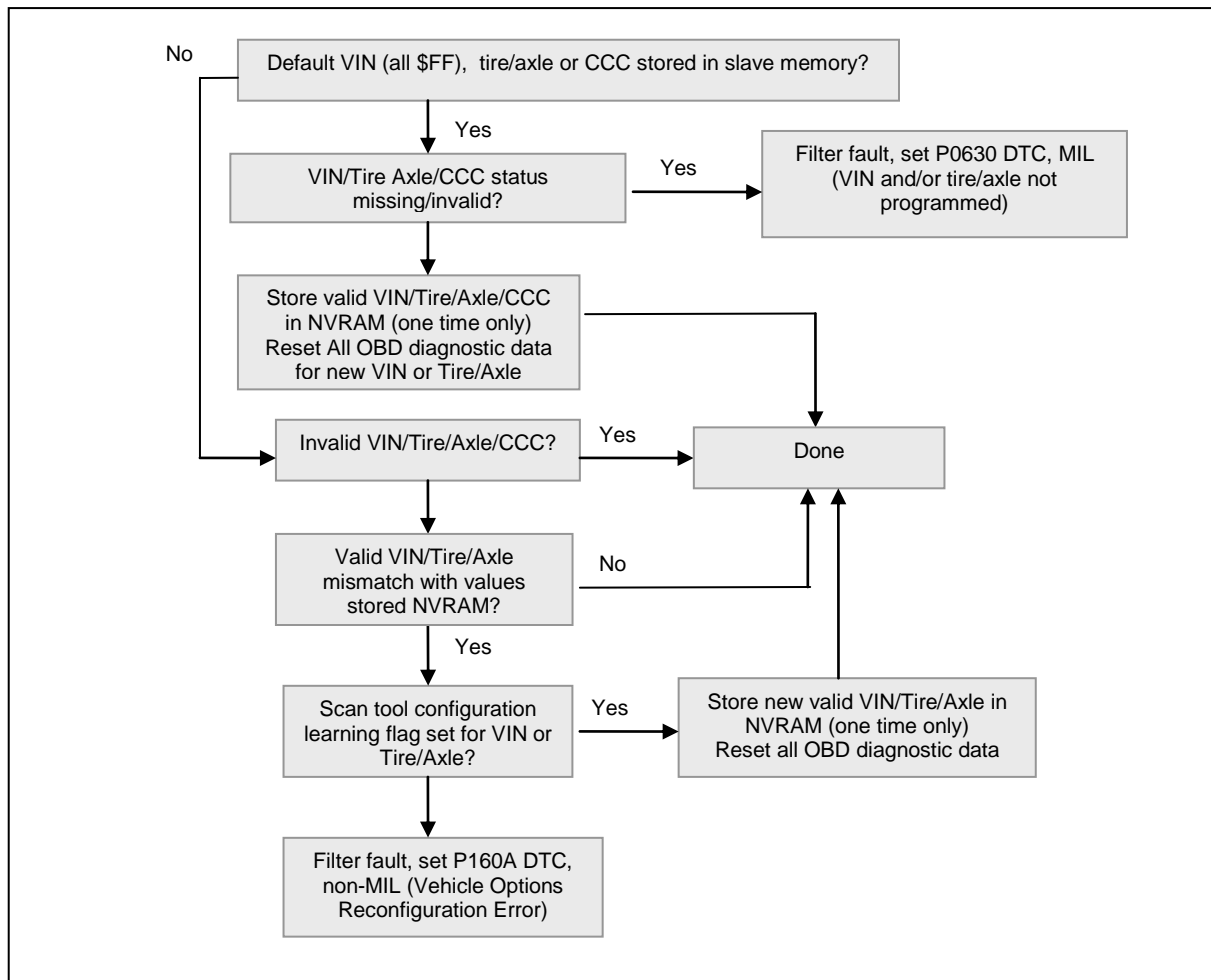 No
Default VIN (all $FF), tire/axle or CCC stored in slave memory?
Yes
VIN/Tire Axle/CCC status
missing/invalid?
Yes
Filter fault, set P0630 DTC, MIL
(VIN and/or tire/axle not
programmed)
Store valid VIN/Tire/Axle/CCC
in NVRAM (one time only)
Reset All OBD diagnostic data
for new VIN or Tire/Axle
Invalid VIN/Tire/Axle/CCC?
Yes
Done
Valid VIN/Tire/Axle
mismatch with values
stored NVRAM?
No
Yes
Scan tool configuration
learning flag set for VIN or
Tire/Axle?
Yes
Store new valid VIN/Tire/Axle in
NVRAM (one time only)
Reset all OBD diagnostic data
Filter fault, set P160A DTC,
non-MIL (Vehicle Options
Reconfiguration Error)